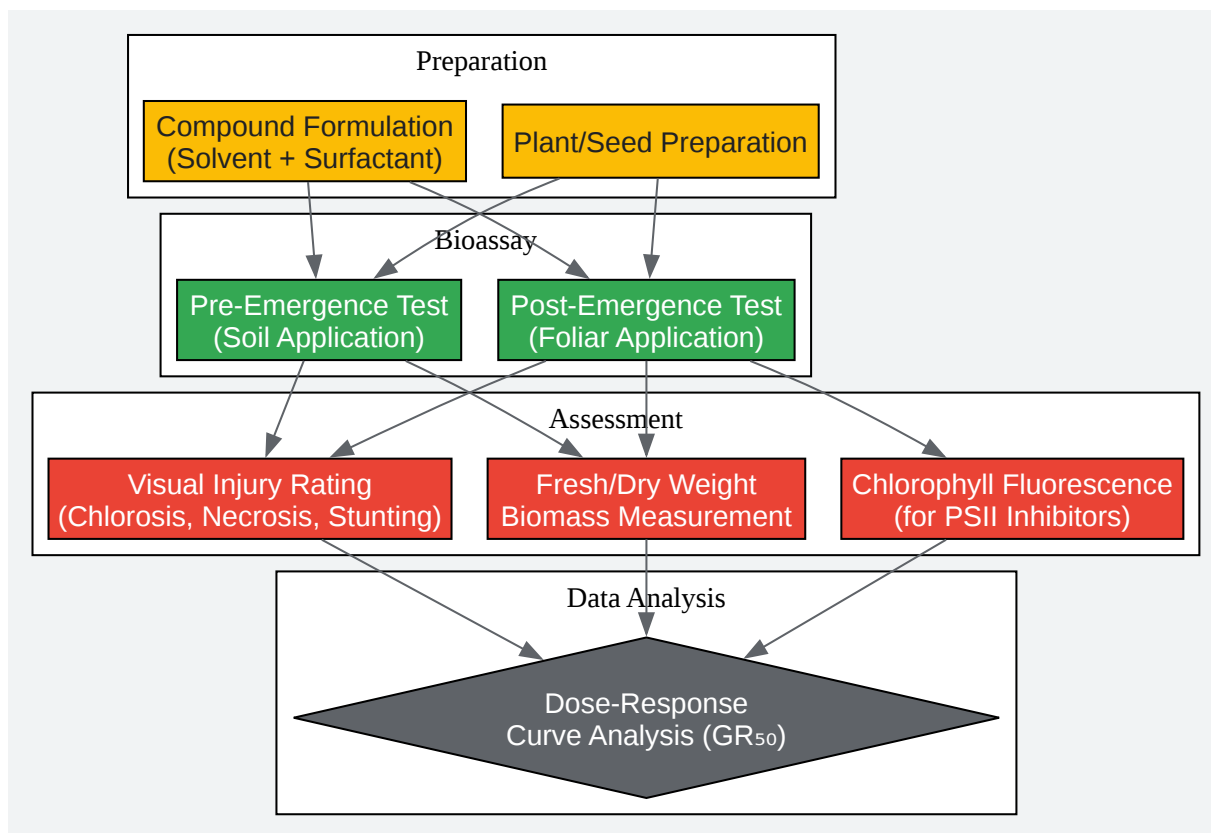 Preparation
Compound Formulation
(Solvent + Surfactant)
Plant/Seed Preparation
Bioassay
Pre-Emergence Test
(Soil Application)
Post-Emergence Test
(Foliar Application)
Assessment
Visual Injury Rating
(Chlorosis, Necrosis, Stunting)
Fresh/Dry Weight
Biomass Measurement
Chlorophyll Fluorescence
(for PSII Inhibitors)
Data Analysis
Dose-Response
Curve Analysis (GR₅₀)